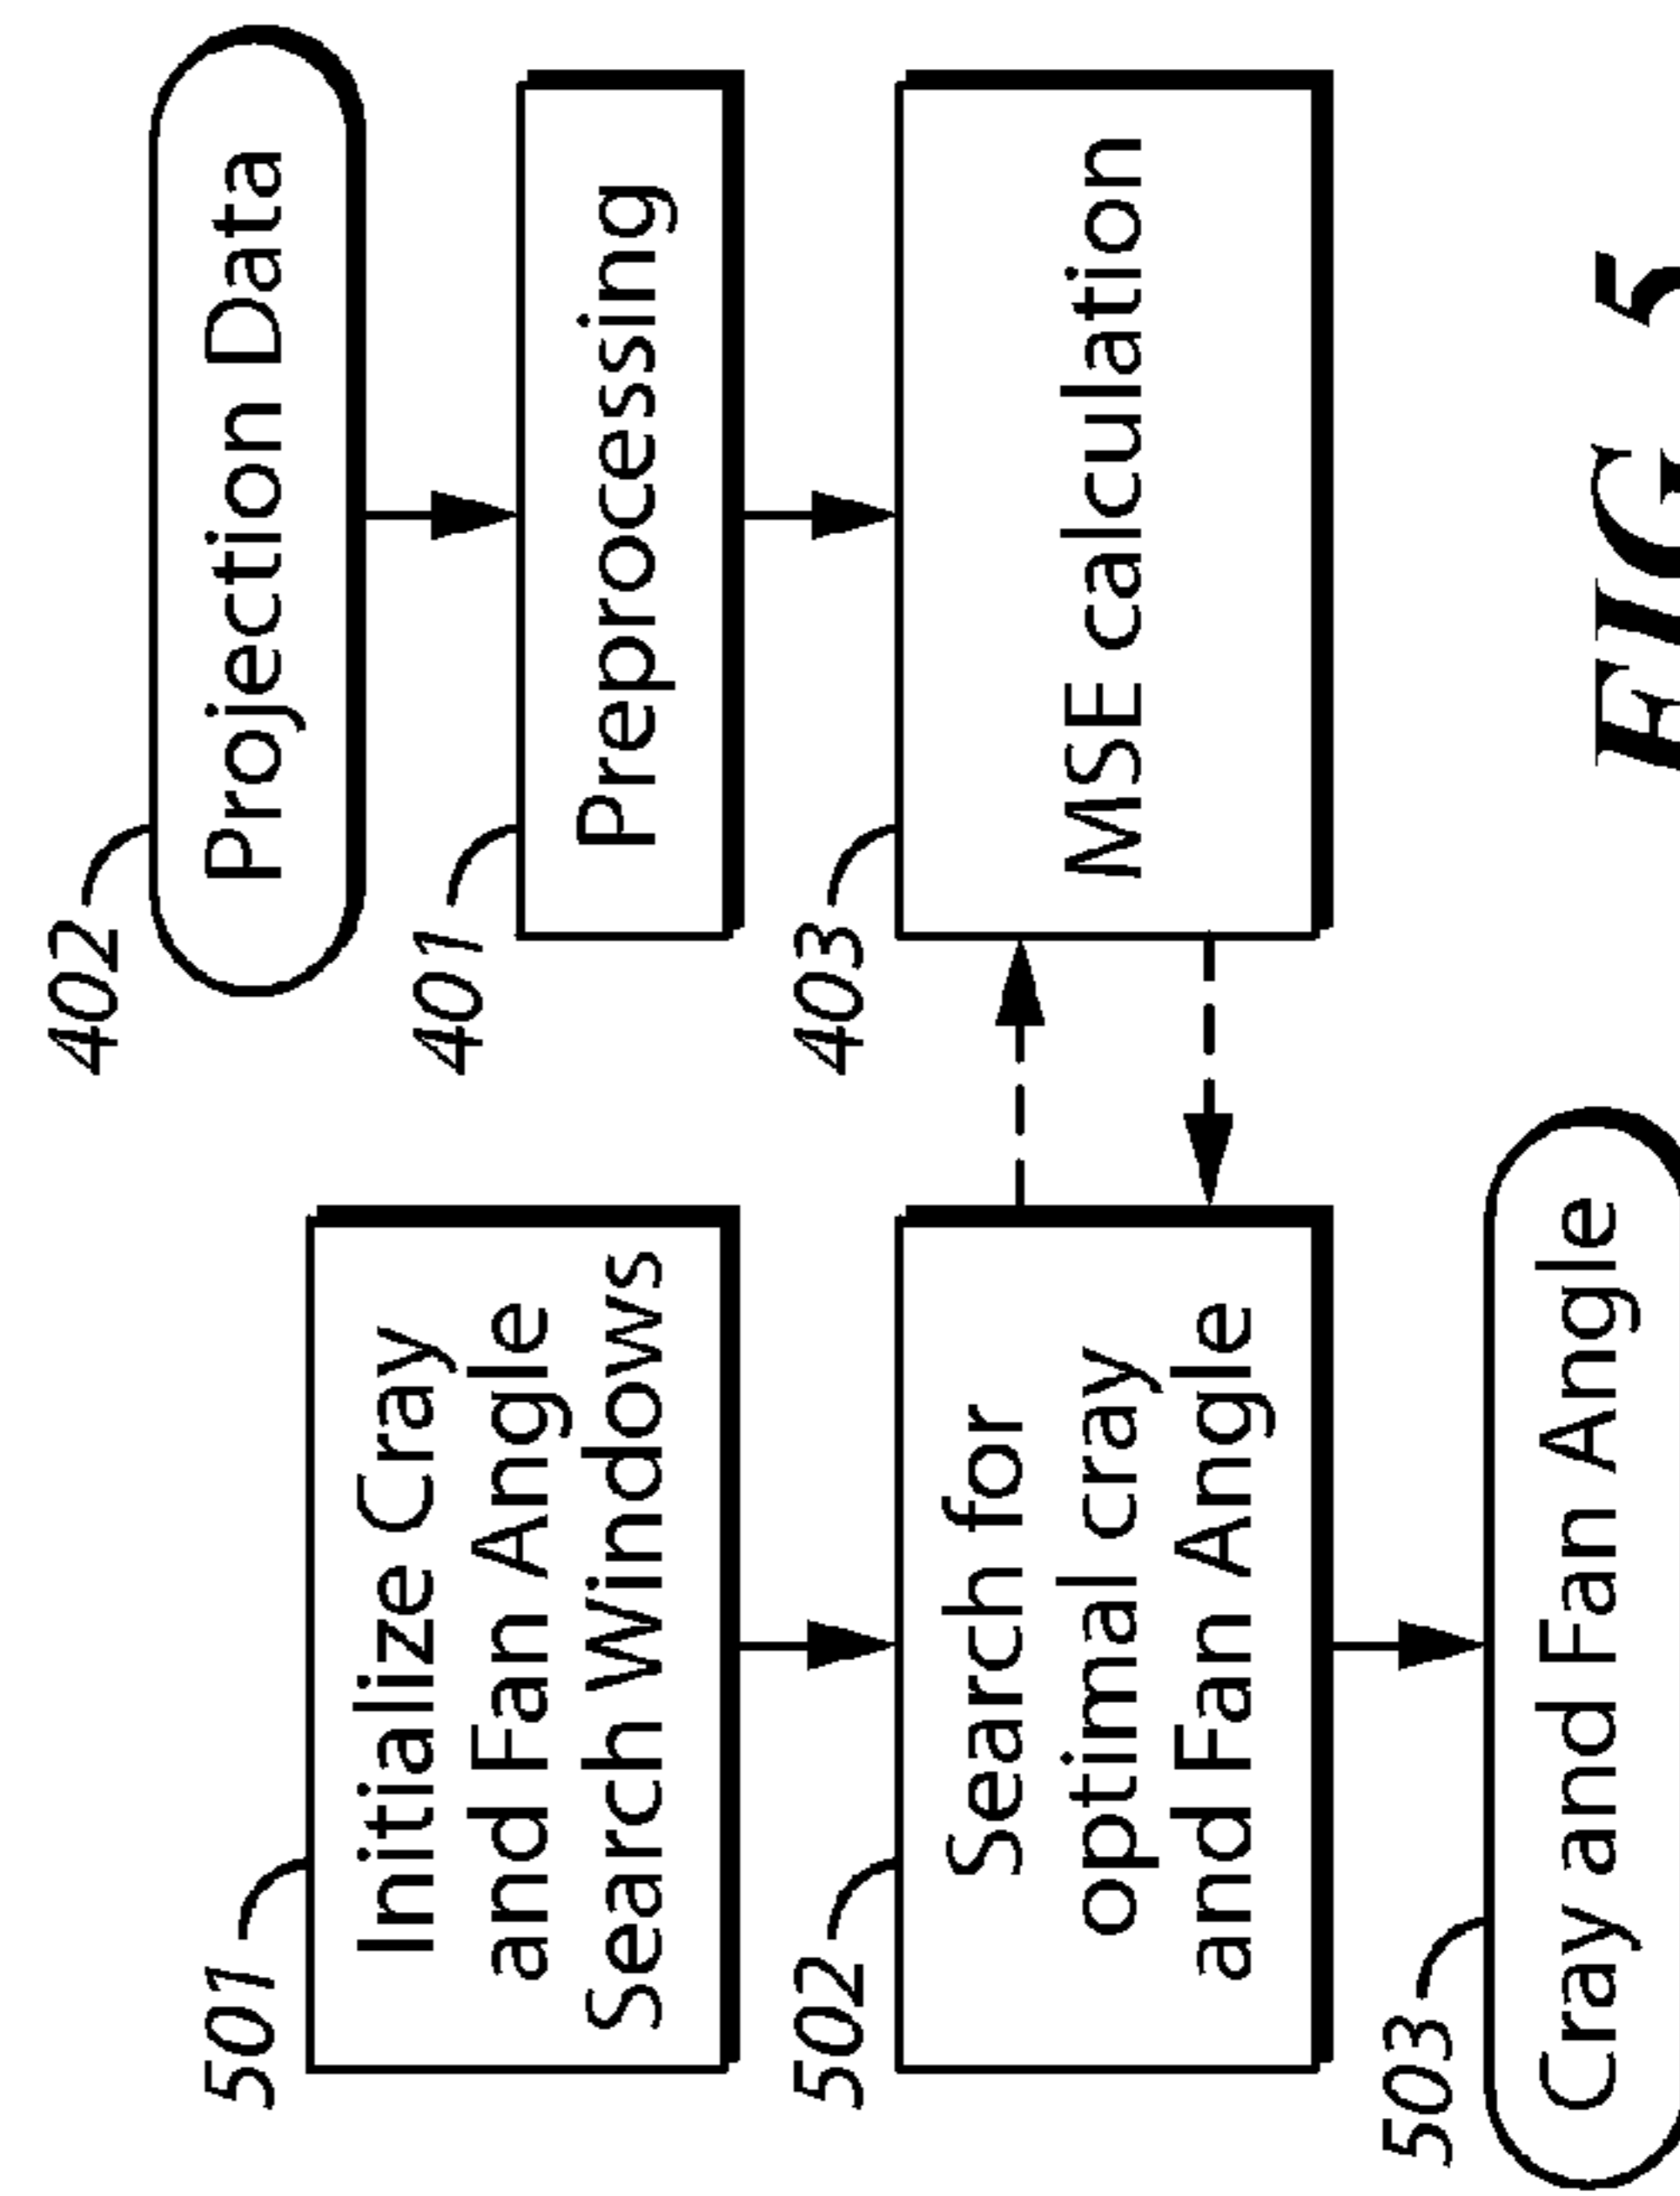 501
Initialize Cray
and Fan Angle
Search Windows
502
Search for
optimal cray
and Fan Angle
503
Cray and Fan Angle
402
Projection Data
401
Preprocessing
403
MSE calculation
FIG 5